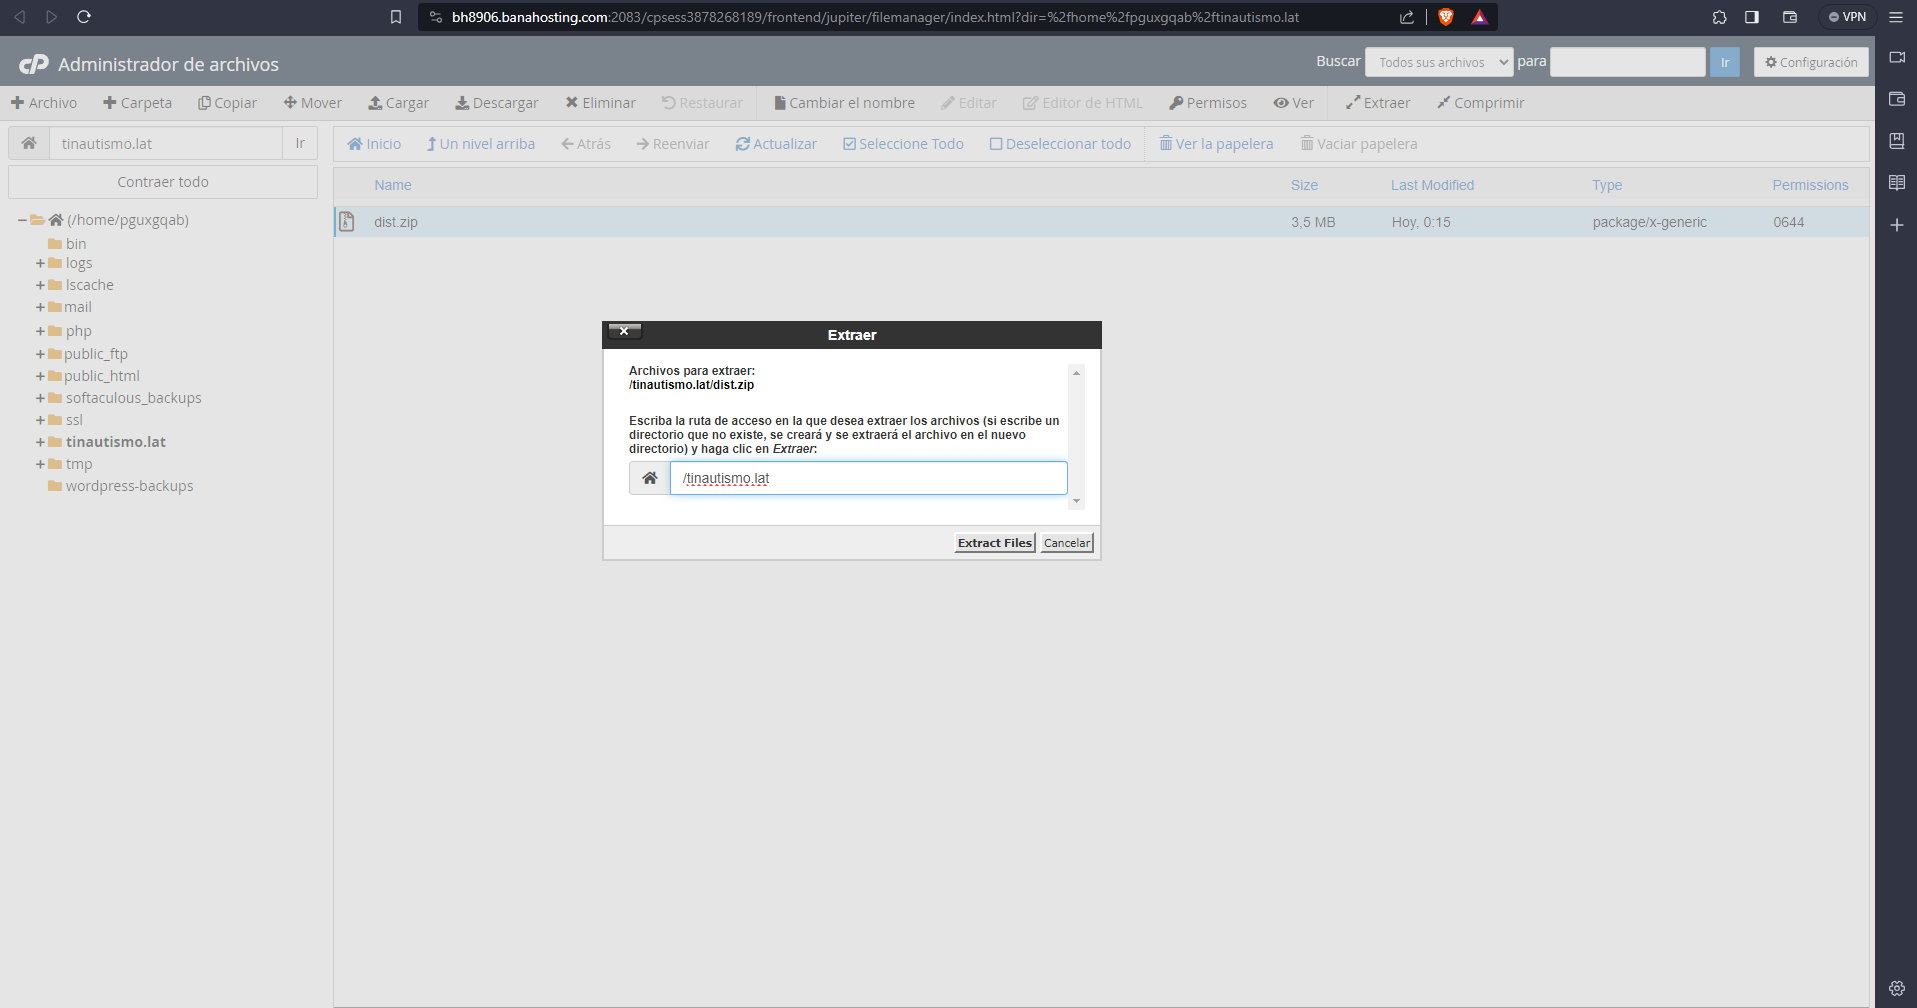 bh8906.banahosting.com:2083/cpsess3878268189/frontend/jupiter/filemanager/index.html?dir=%2fhome%2fpguxgqab%2ftinautismo.lat
VPN
cP Administrador de archivos
Buscar Todos sus archivos para Ir Configuración
Archivo Carpeta Copiar Mover Cargar Descargar Eliminar Restaurar Cambiar el nombre Editar Editor de HTML Permisos Ver Extraer Comprimir
tinautismo.lat Ir
Inicio Un nivel arriba Atrás Reenviar Actualizar Seleccione Todo Deseleccionar todo Ver la papelera Vaciar papelera
Contraer todo
(/home/pguxgqab)
bin
logs
lscache
mail
php
public_ftp
public_html
softaculous_backups
ssl
tinautismo.lat
tmp
wordpress-backups
Name Size Last Modified Type Permissions
dist.zip 3,5 MB Hoy, 0:15 package/x-generic 0644
Extraer
Archivos para extraer:
/tinautismo.lat/dist.zip
Escriba la ruta de acceso en la que desea extraer los archivos (si escribe un
directorio que no existe, se creará y se extraerá el archivo en el nuevo
directorio) y haga clic en Extraer:
/tinautismo.lat
Extract Files Cancelar